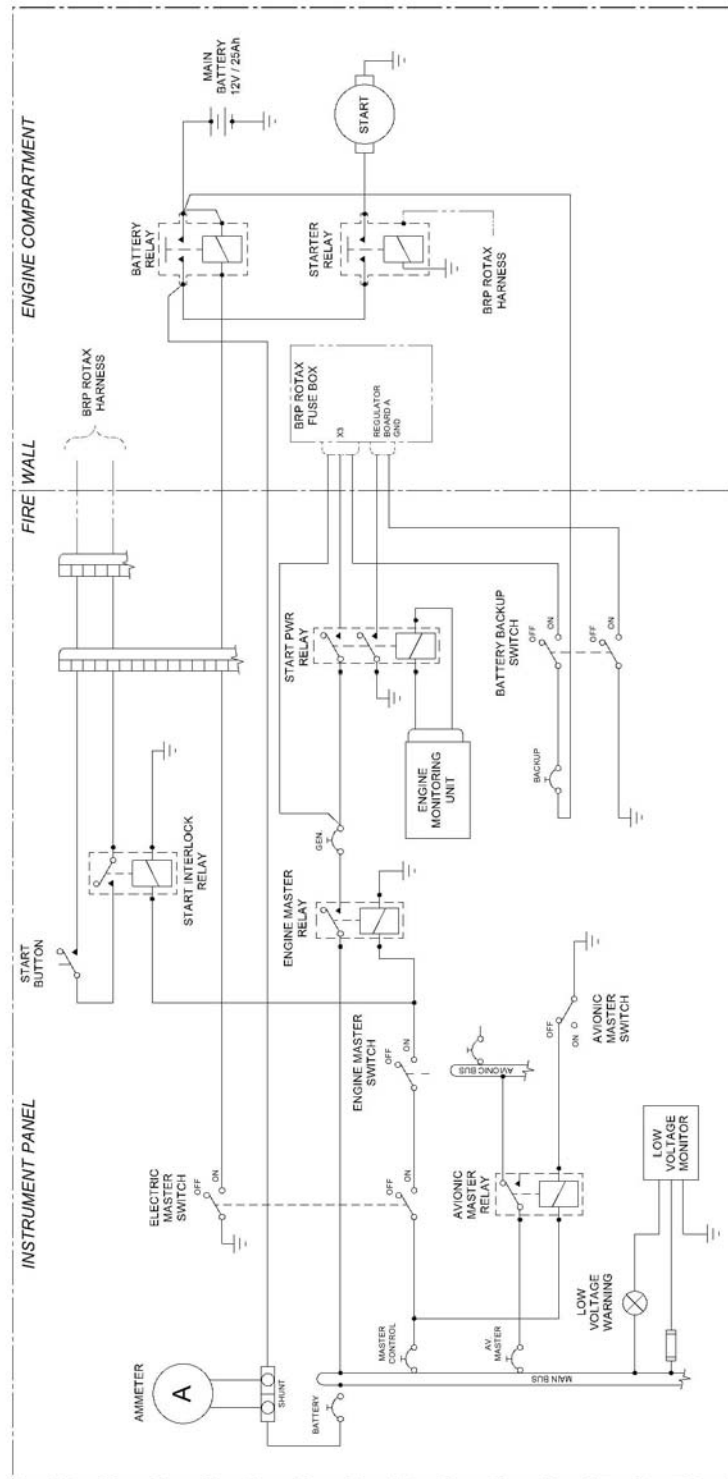 INSTRUMENT PANEL
FIRE WALL
ENGINE COMPARTMENT
AMMETER
A
SHUNT
BATTERY
MAIN BUS
ELECTRIC
MASTER
SWITCH
OFF
ON
OFF
ON
MASTER
CONTROL
AV.
MASTER
LOW
VOLTAGE
WARNING
LOW
VOLTAGE
MONITOR
AVIONIC
MASTER
RELAY
AVIONIC BUS
AVIONIC
MASTER
SWITCH
OFF
ON
ENGINE MASTER
SWITCH
OFF
ON
START
BUTTON
START INTERLOCK
RELAY
ENGINE MASTER
RELAY
GEN.
ENGINE
MONITORING
UNIT
START PWR
RELAY
BACKUP
BATTERY BACKUP
SWITCH
OFF
ON
OFF
ON
BRP ROTAX
HARNESS
BRP ROTAX
FUSE BOX
X3
REGULATOR
BOARD A
GND
BATTERY
RELAY
STARTER
RELAY
BRP ROTAX
HARNESS
MAIN
BATTERY
12V / 25Ah
START